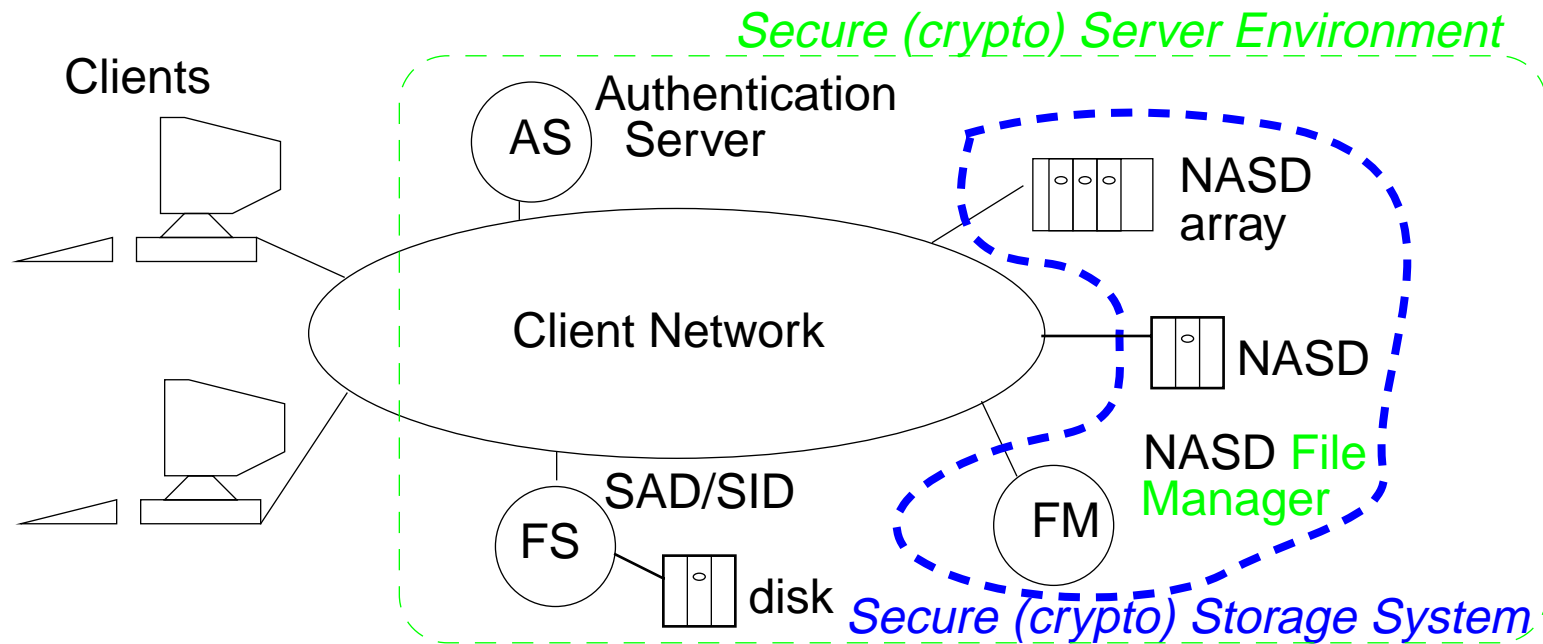 Secure (crypto) Server Environment
Clients
AS
Authentication
Server
NASD
array
Client Network
NASD
NASD File
Manager
SAD/SID
FS
FM
disk
Secure (crypto) Storage System